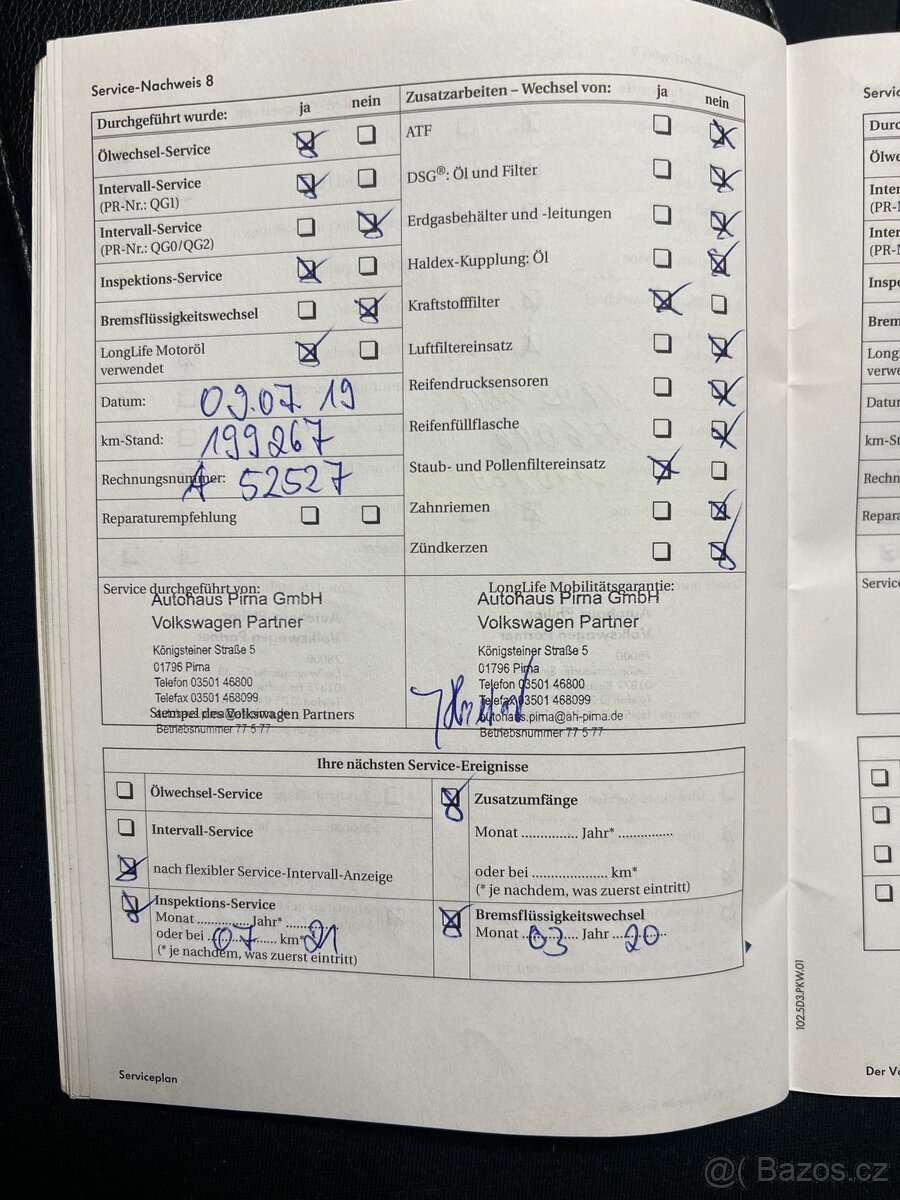 Service-Nachweis 8
Durchgeführt wurde: ja nein
Ölwechsel-Service
Intervall-Service
(PR-Nr.: QG1)
Intervall-Service
(PR-Nr.: QG0/QG2)
Inspektions-Service
Bremsflüssigkeitswechsel
LongLife Motoröl
verwendet
Datum: 09.07.19
km-Stand: 199267
Rechnungsnummer: A 52527
Reparaturempfehlung
Zusatzarbeiten – Wechsel von: ja nein
ATF
DSG®: Öl und Filter
Erdgasbehälter und -leitungen
Haldex-Kupplung: Öl
Kraftstofffilter
Luftfiltereinsatz
Reifendrucksensoren
Reifenfüllflasche
Staub- und Pollenfiltereinsatz
Zahnriemen
Zündkerzen
Service durchgeführt von:
Autohaus Pirna GmbH
Volkswagen Partner
Königsteiner Straße 5
01796 Pirna
Telefon 03501 46800
Telefax 03501 468099
Stempel des Volkswagen Partners
Betriebsnummer 77 5 77
LongLife Mobilitätsgarantie:
Autohaus Pirna GmbH
Volkswagen Partner
Königsteiner Straße 5
01796 Pirna
Telefon 03501 46800
Telefax 03501 468099
autohaus.pirna@ah-pirna.de
Betriebsnummer 77 5 77
Ihre nächsten Service-Ereignisse
Ölwechsel-Service
Intervall-Service
nach flexibler Service-Intervall-Anzeige
Inspektions-Service
Monat ............... Jahr* ...............
oder bei ... 07 ... km* 21
(* je nachdem, was zuerst eintritt)
Zusatzumfänge
Monat ............... Jahr* ...............
oder bei .................... km*
(* je nachdem, was zuerst eintritt)
Bremsflüssigkeitswechsel
Monat 03 Jahr 20
102.5D3.PKW.01
Serviceplan
Servic
Durc
Ölwe
Inter
(PR-N
Inter
(PR-N
Inspe
Brem
LongL
verwe
Datur
km-S
Rechn
Repara
Service
Der Vo
@( Bazos.cz